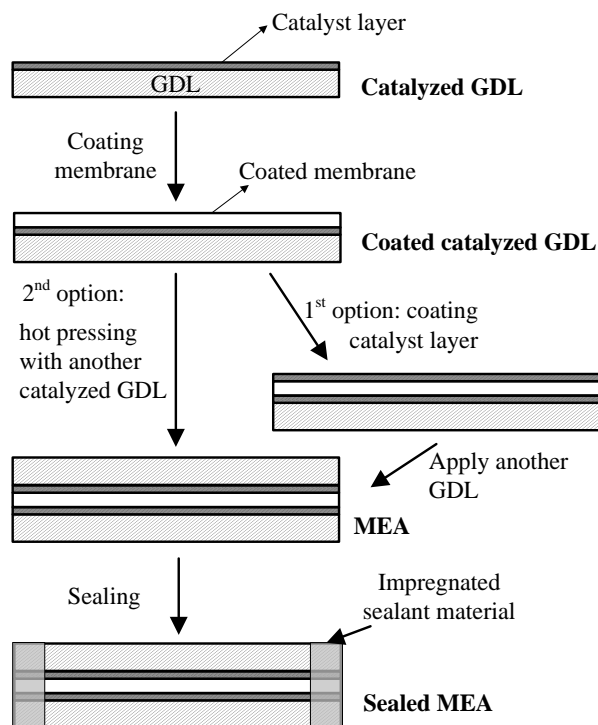 Catalyst layer
GDL
Catalyzed GDL
Coating
membrane
Coated membrane
Coated catalyzed GDL
2nd option:
hot pressing
with another
catalyzed GDL
1st option: coating
catalyst layer
Apply another
GDL
MEA
Sealing
Impregnated
sealant material
Sealed MEA